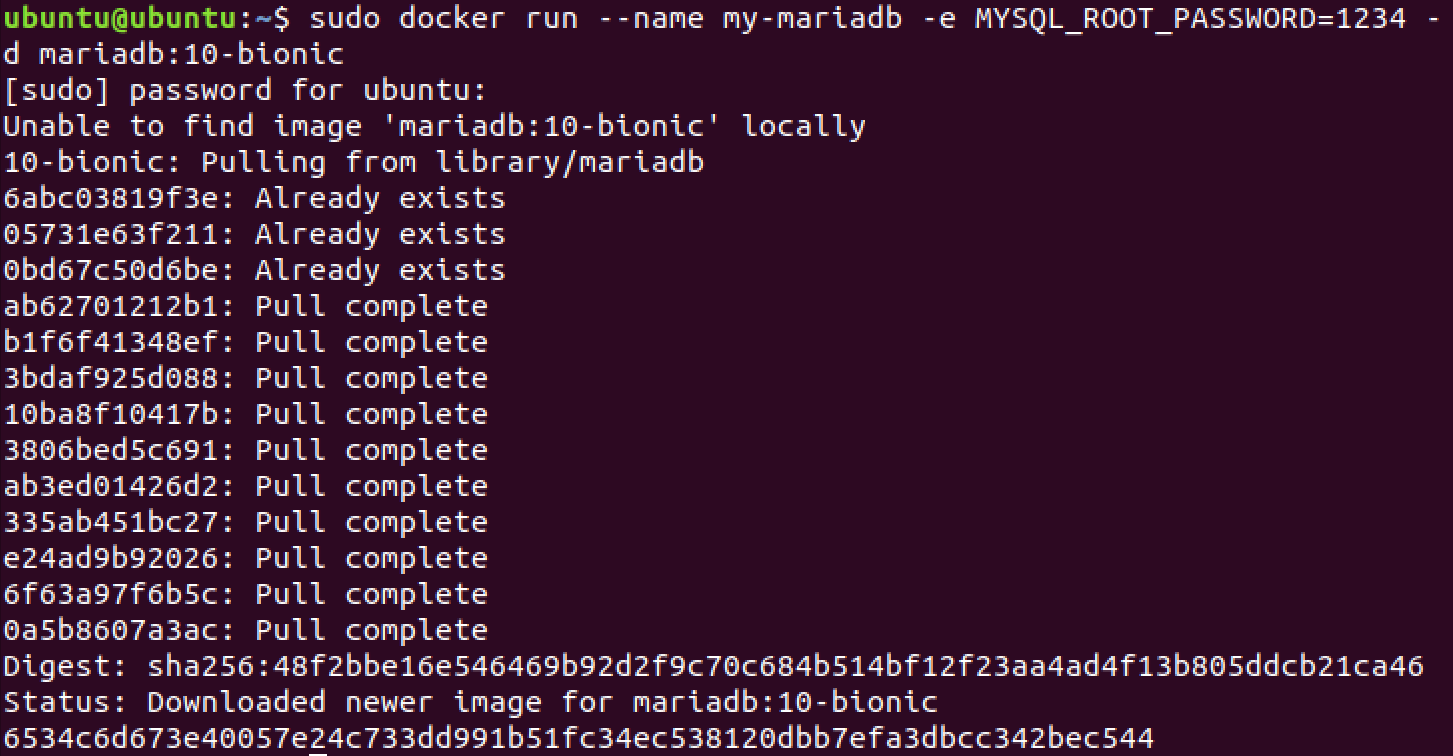 ubuntu@ubuntu:~$ sudo docker run --name my-mariadb -e MYSQL_ROOT_PASSWORD=1234 -
d mariadb:10-bionic
[sudo] password for ubuntu:
Unable to find image 'mariadb:10-bionic' locally
10-bionic: Pulling from library/mariadb
6abc03819f3e: Already exists
05731e63f211: Already exists
0bd67c50d6be: Already exists
ab62701212b1: Pull complete
b1f6f41348ef: Pull complete
3bdaf925d088: Pull complete
10ba8f10417b: Pull complete
3806bed5c691: Pull complete
ab3ed01426d2: Pull complete
335ab451bc27: Pull complete
e24ad9b92026: Pull complete
6f63a97f6b5c: Pull complete
0a5b8607a3ac: Pull complete
Digest: sha256:48f2bbe16e546469b92d2f9c70c684b514bf12f23aa4ad4f13b805ddcb21ca46
Status: Downloaded newer image for mariadb:10-bionic
6534c6d673e40057e24c733dd991b51fc34ec538120dbb7efa3dbcc342bec544